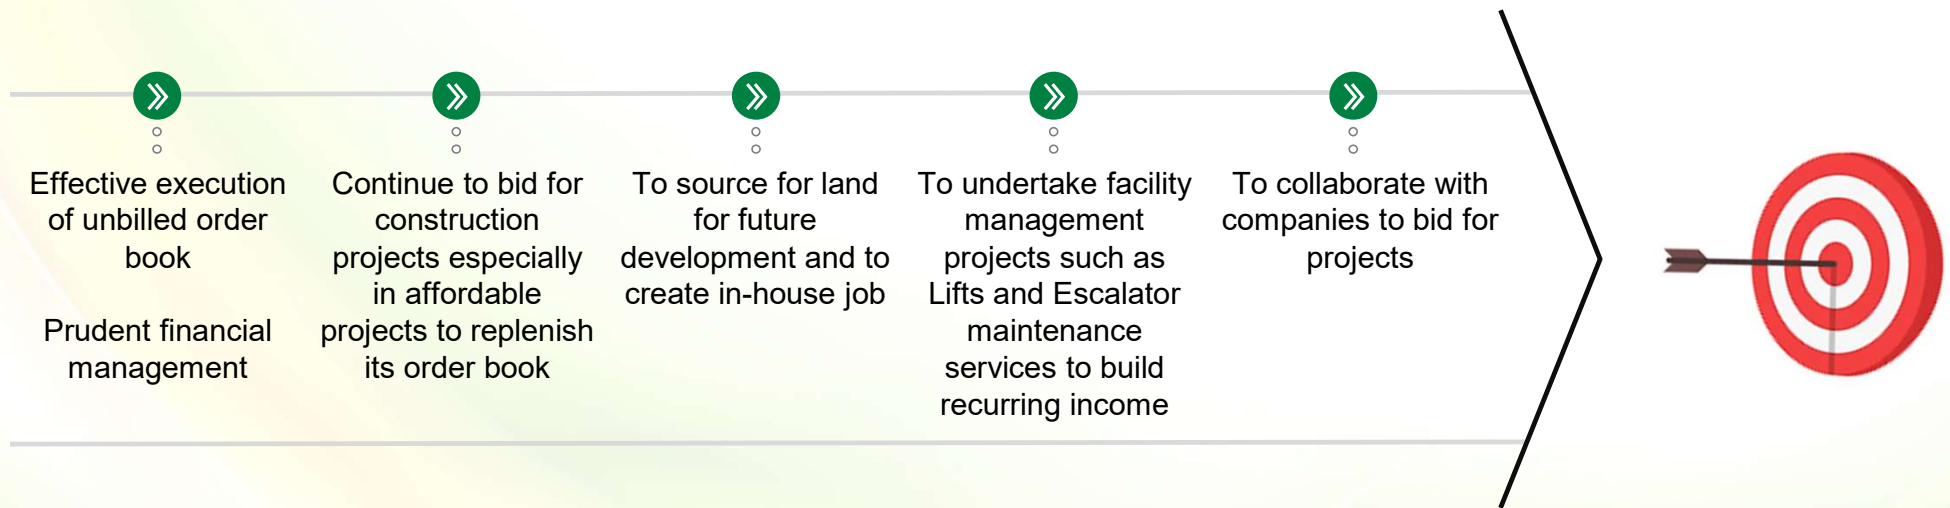 Effective execution
of unbilled order
book
Prudent financial
management
Continue to bid for
construction
projects especially
in affordable
projects to replenish
its order book
To source for land
for future
development and to
create in-house job
To undertake facility
management
projects such as
Lifts and Escalator
maintenance
services to build
recurring income
To collaborate with
companies to bid for
projects